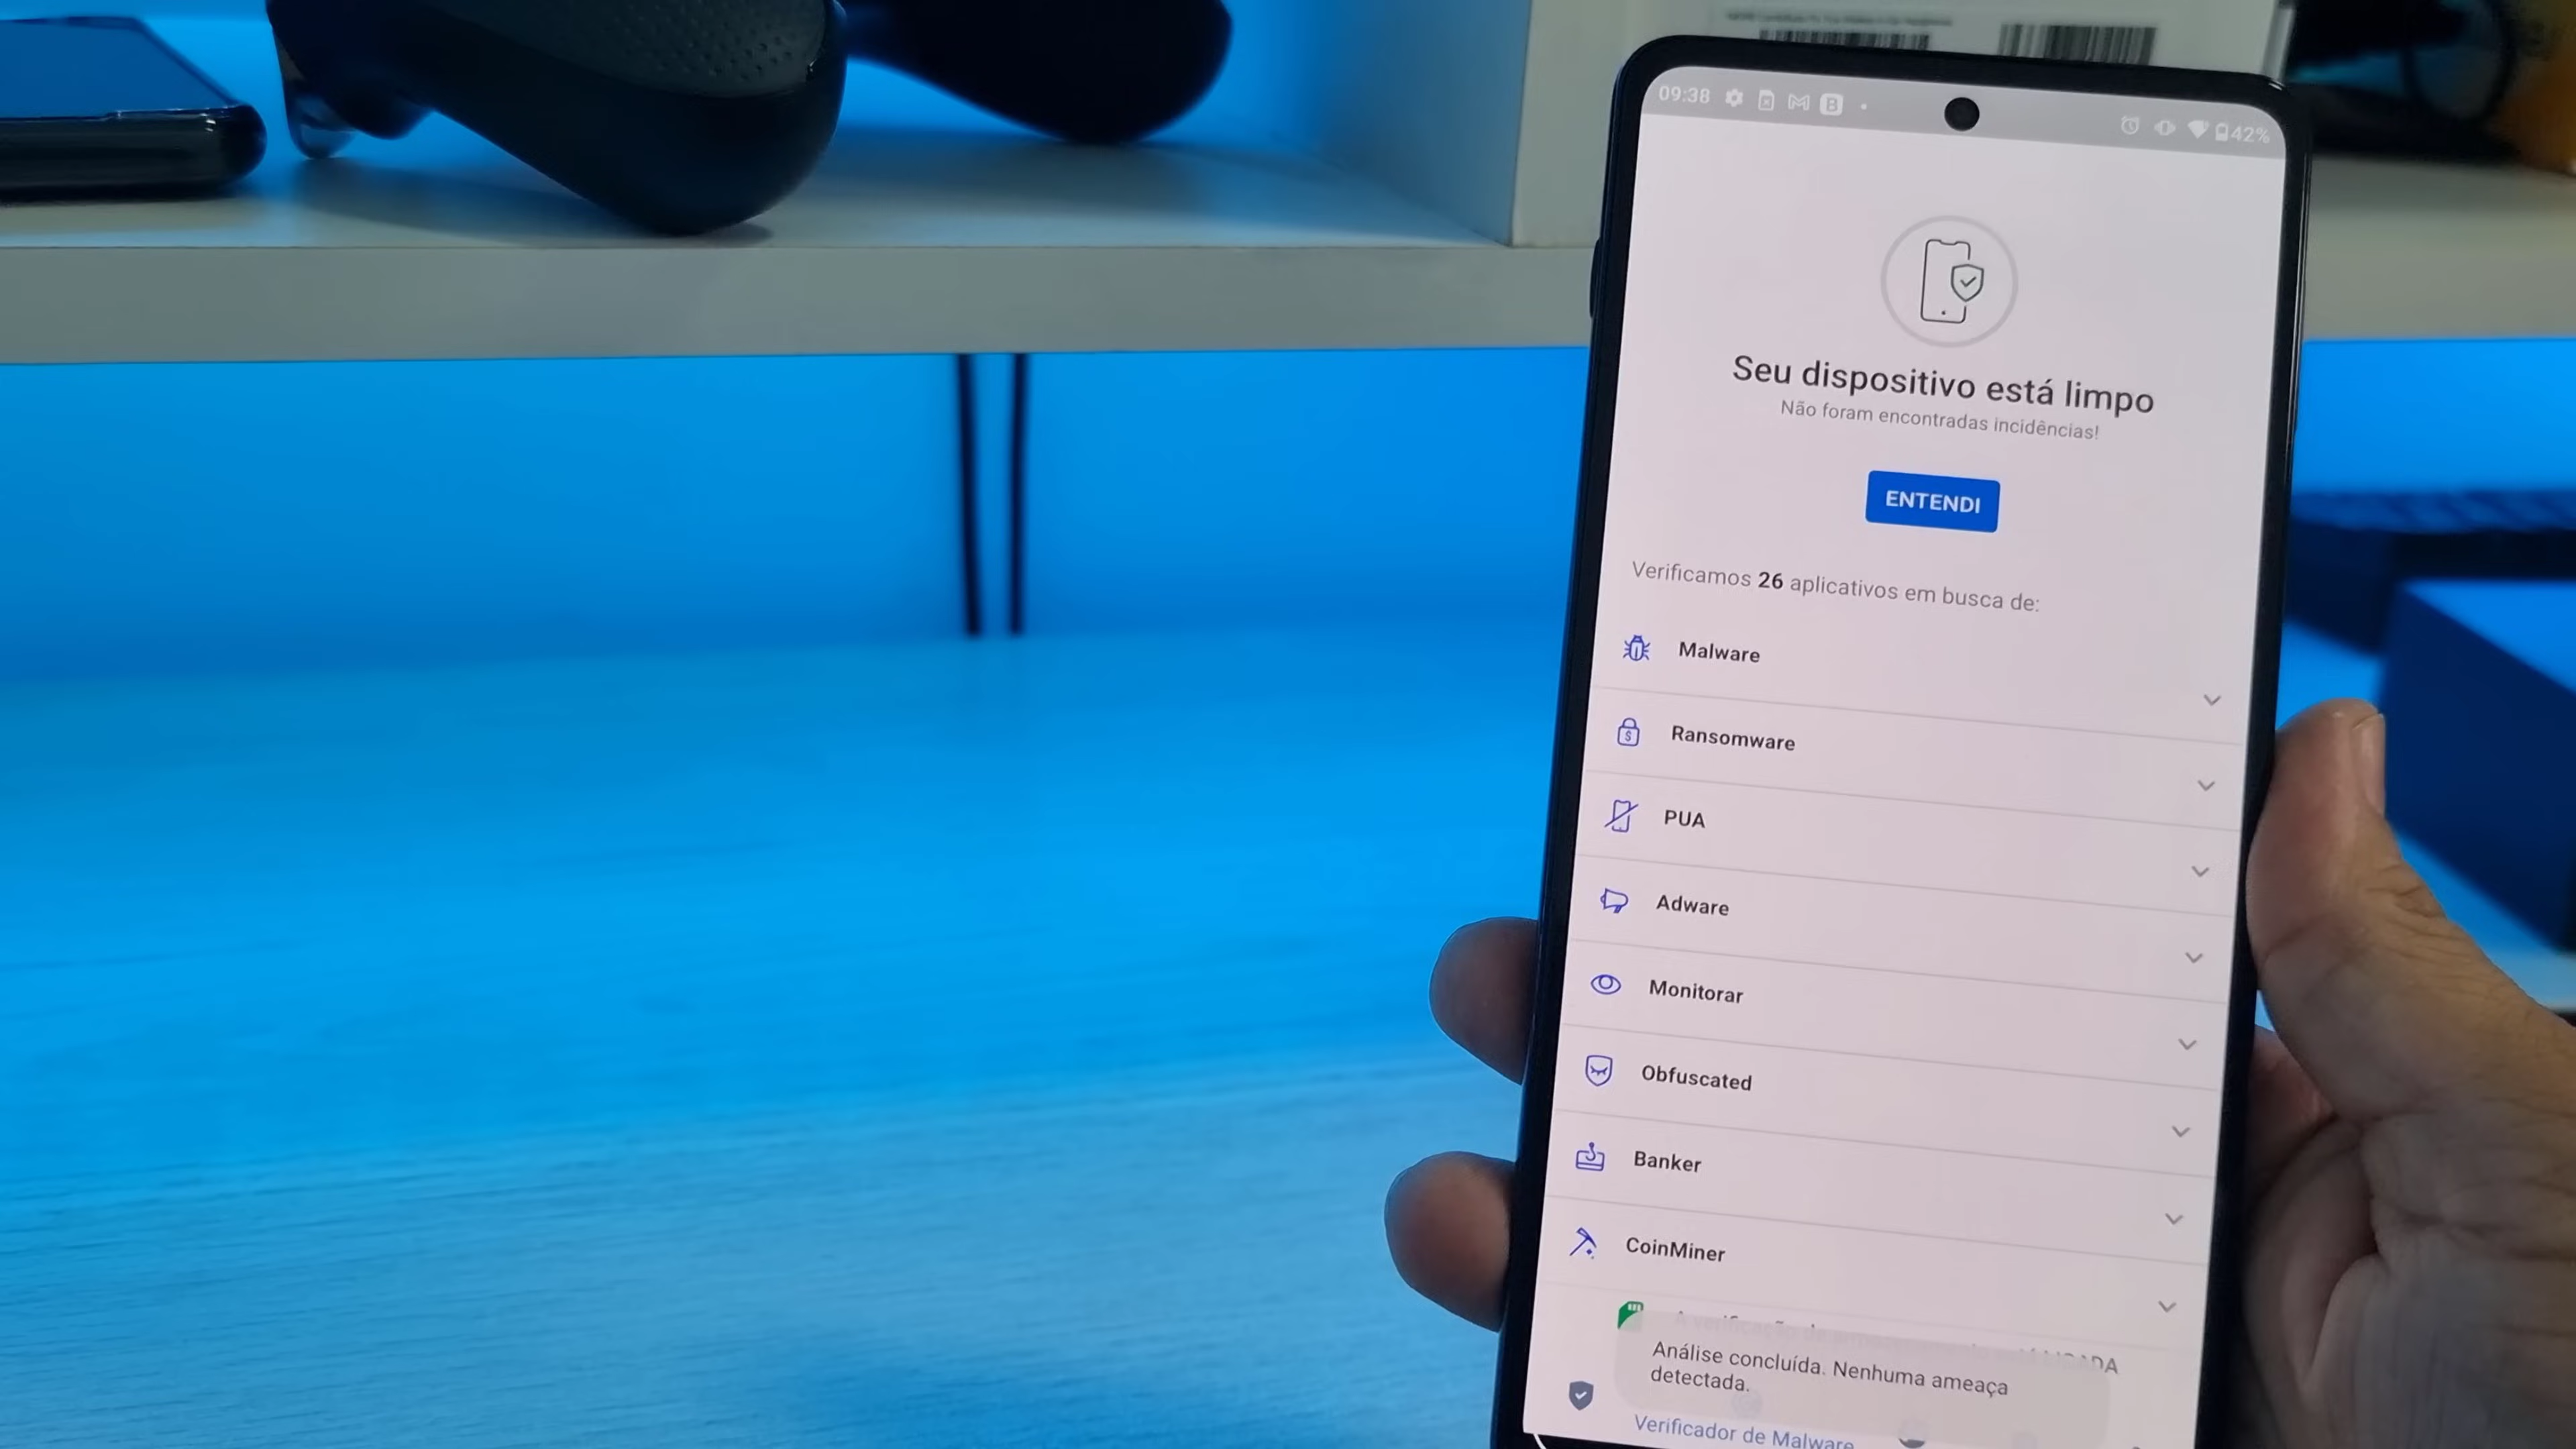 09:38
B
42%
Seu dispositivo está limpo
Não foram encontradas incidências!
ENTENDI
Verificamos 26 aplicativos em busca de:
Malware
Ransomware
PUA
Adware
Monitorar
Obfuscated
Banker
CoinMiner
Análise concluída. Nenhuma ameaça
detectada.
Verificador de Malware